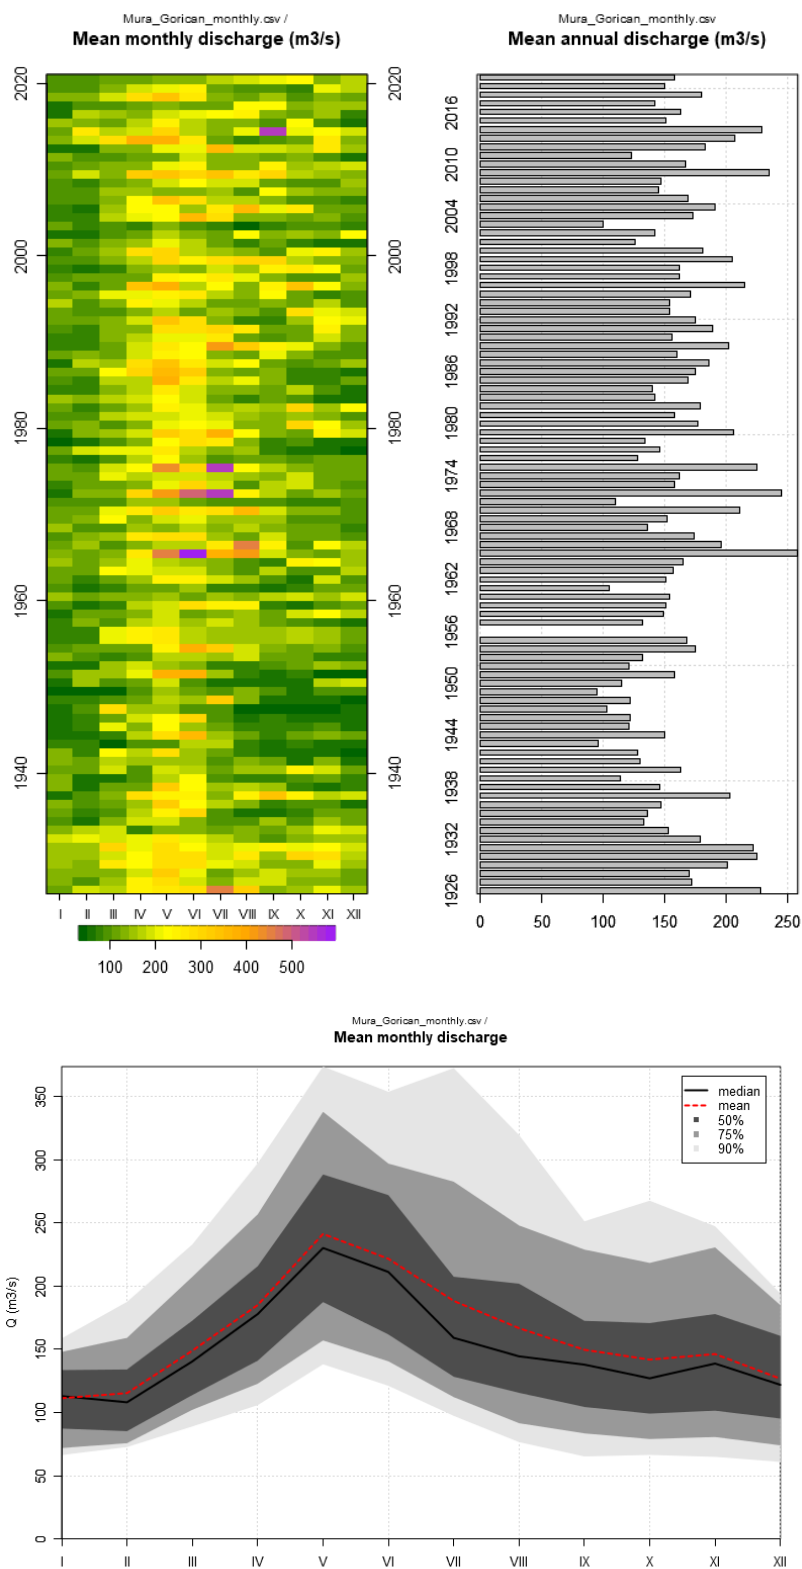 Mura_Gorican_monthly.csv /
Mean monthly discharge (m3/s)
2020
2000
1980
1960
1940
2020
2000
1980
1960
1940
I II III IV V VI VII VIII IX X XI XII
100 200 300 400 500
Mura_Gorican_monthly.csv
Mean annual discharge (m3/s)
2016
2010
2004
1998
1992
1986
1980
1974
1968
1962
1956
1950
1944
1938
1932
1926
0 50 100 150 200 250
Mura_Gorican_monthly.csv /
Mean monthly discharge
median
mean
50%
75%
90%
Q (m3/s)
350
300
250
200
150
100
50
0
I II III IV V VI VII VIII IX X XI XII